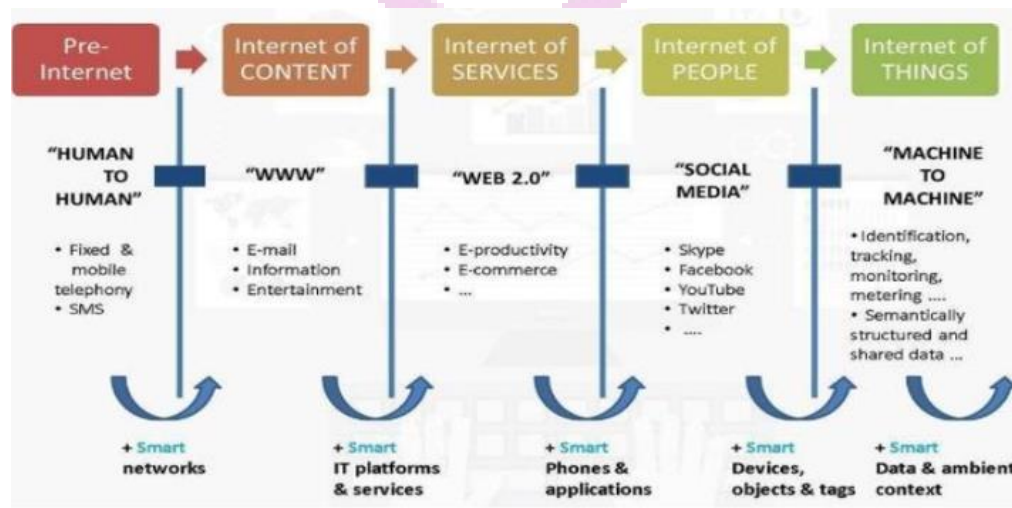 Pre-
Internet
Internet of
CONTENT
Internet of
SERVICES
Internet of
PEOPLE
Internet of
THINGS
“HUMAN
TO
HUMAN”
• Fixed &
mobile
telephony
• SMS
“WWW”
• E-mail
• Information
• Entertainment
“WEB 2.0”
• E-productivity
• E-commerce
• ...
“SOCIAL
MEDIA”
• Skype
• Facebook
• YouTube
• Twitter
• ....
“MACHINE
TO
MACHINE”
• Identification,
tracking,
monitoring,
metering ....
• Semantically
structured and
shared data ...
+ Smart
networks
+ Smart
IT platforms
& services
+ Smart
Phones &
applications
+ Smart
Devices,
objects & tags
+ Smart
Data & ambient
context